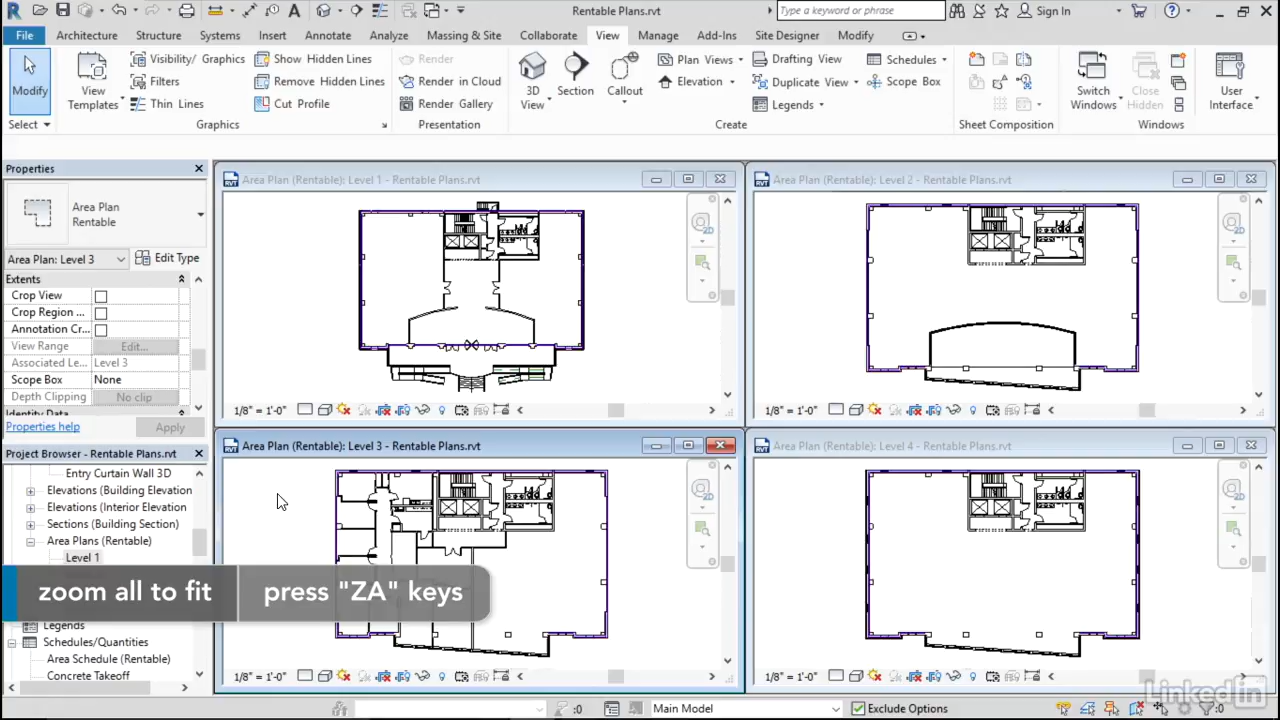 Rentable Plans.rvt
Type a keyword or phrase
Sign In
File Architecture Structure Systems Insert Annotate Analyze Massing & Site Collaborate View Manage Add-Ins Site Designer Modify
Modify
Select
View Templates
Visibility/ Graphics
Filters
Thin Lines
Show Hidden Lines
Remove Hidden Lines
Cut Profile
Graphics
Render
Render in Cloud
Render Gallery
Presentation
3D View
Section
Callout
Plan Views
Elevation
Drafting View
Duplicate View
Legends
Schedules
Scope Box
Create
Sheet Composition
Switch Windows
Close Hidden
Windows
User Interface
Properties
Area Plan
Rentable
Area Plan: Level 3
Edit Type
Extents
Crop View
Crop Region ...
Annotation Cr...
View Range Edit...
Associated Le... Level 3
Scope Box None
Depth Clipping No clip
Identity Data
Properties help
Apply
Project Browser - Rentable Plans.rvt
Entry Curtain Wall 3D
Elevations (Building Elevation
Elevations (Interior Elevation
Sections (Building Section)
Area Plans (Rentable)
Level 1
Legends
Schedules/Quantities
Area Schedule (Rentable)
Concrete Takeoff
Area Plan (Rentable): Level 1 - Rentable Plans.rvt
2D
1/8" = 1'-0"
Area Plan (Rentable): Level 2 - Rentable Plans.rvt
2D
1/8" = 1'-0"
Area Plan (Rentable): Level 3 - Rentable Plans.rvt
2D
1/8" = 1'-0"
Area Plan (Rentable): Level 4 - Rentable Plans.rvt
2D
1/8" = 1'-0"
zoom all to fit press "ZA" keys
:0
Main Model
Exclude Options
:0
Linked in